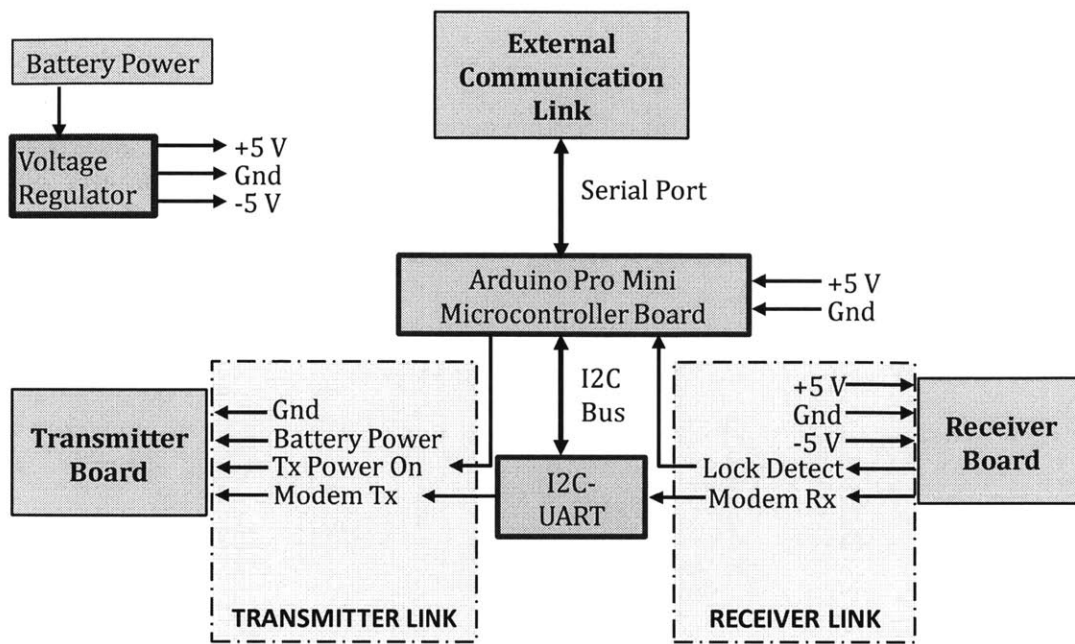 Battery Power
Voltage
Regulator
+5 V
Gnd
-5 V
External
Communication
Link
Serial Port
Arduino Pro Mini
Microcontroller Board
+5 V
Gnd
I2C
Bus
Transmitter
Board
Gnd
Battery Power
Tx Power On
Modem Tx
I2C-
UART
+5 V
Gnd
-5 V
Lock Detect
Modem Rx
Receiver
Board
TRANSMITTER LINK
RECEIVER LINK